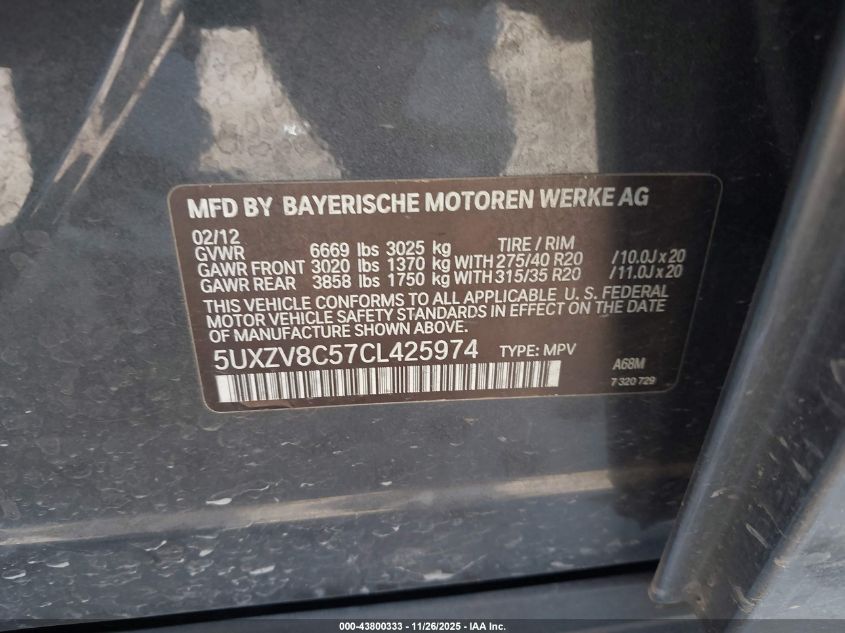 MFD BY BAYERISCHE MOTOREN WERKE AG
02/12
GVWR 6669 lbs 3025 kg TIRE / RIM
GAWR FRONT 3020 lbs 1370 kg WITH 275/40 R20 /10.0J x 20
GAWR REAR 3858 lbs 1750 kg WITH 315/35 R20 /11.0J x 20
THIS VEHICLE CONFORMS TO ALL APPLICABLE U. S. FEDERAL
MOTOR VEHICLE SAFETY STANDARDS IN EFFECT ON THE DATE
OF MANUFACTURE SHOWN ABOVE.
5UXZV8C57CL425974 TYPE: MPV A68M
7 320 729
000-43800333 - 11/26/2025 - IAA Inc.